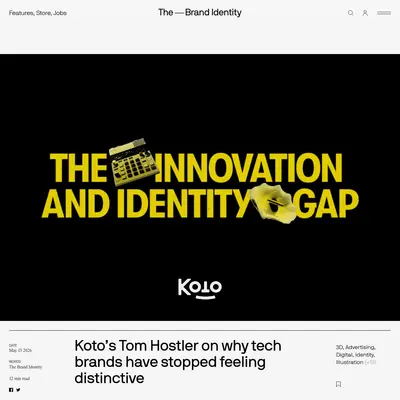 Features, Store, Jobs
The — Brand Identity
THE INNOVATION
AND IDENTITY GAP
Koto
DATE
May 15 2026
WORDS
The Brand Identity
12 min read
Koto's Tom Hostler on why tech
brands have stopped feeling
distinctive
3D, Advertising,
Digital, Identity,
Illustration